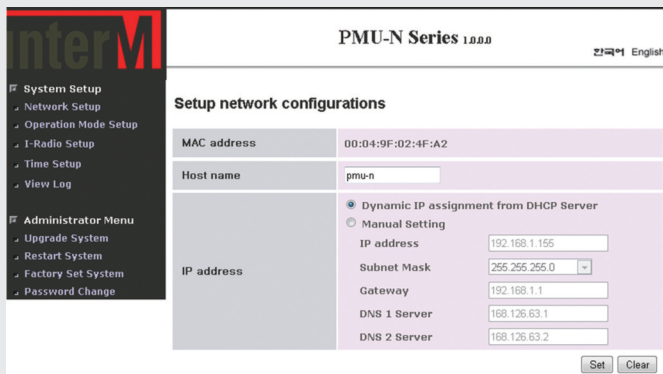 interM
PMU-N Series 1.0.0.0
한국어 English
System Setup
Network Setup
Operation Mode Setup
I-Radio Setup
Time Setup
View Log
Administrator Menu
Upgrade System
Restart System
Factory Set System
Password Change
Setup network configurations
MAC address 00:04:9F:02:4F:A2
Host name pmu-n
IP address
Dynamic IP assignment from DHCP Server
Manual Setting
IP address 192.168.1.155
Subnet Mask 255.255.255.0
Gateway 192.168.1.1
DNS 1 Server 168.126.63.1
DNS 2 Server 168.126.63.2
Set Clear